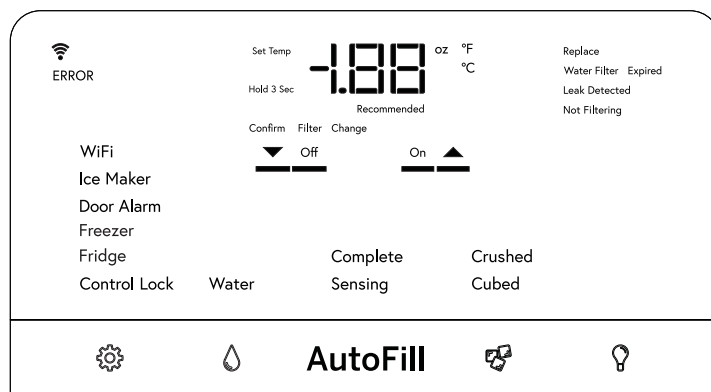 Set Temp -1.88 oz °F
°C
ERROR
Hold 3 Sec
Recommended
Replace
Water Filter Expired
Leak Detected
Not Filtering
Confirm Filter Change
Off On
WiFi
Ice Maker
Door Alarm
Freezer
Fridge Complete Crushed
Control Lock Water Sensing Cubed
AutoFill